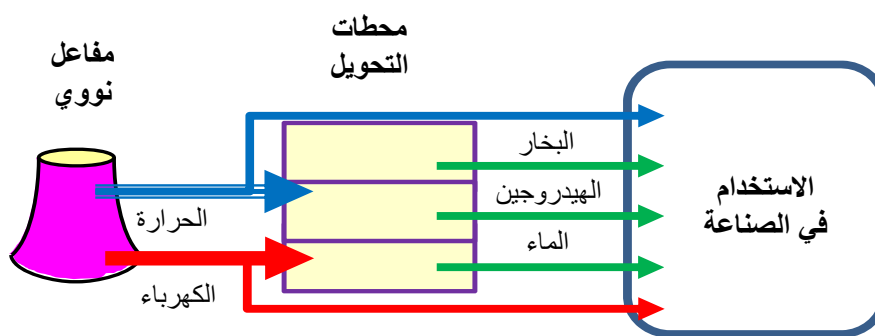 محطات
التحويل
مفاعل
نووي
البخار
الهيدروجين
الماء
الاستخدام
في الصناعة
الحرارة
الكهرباء